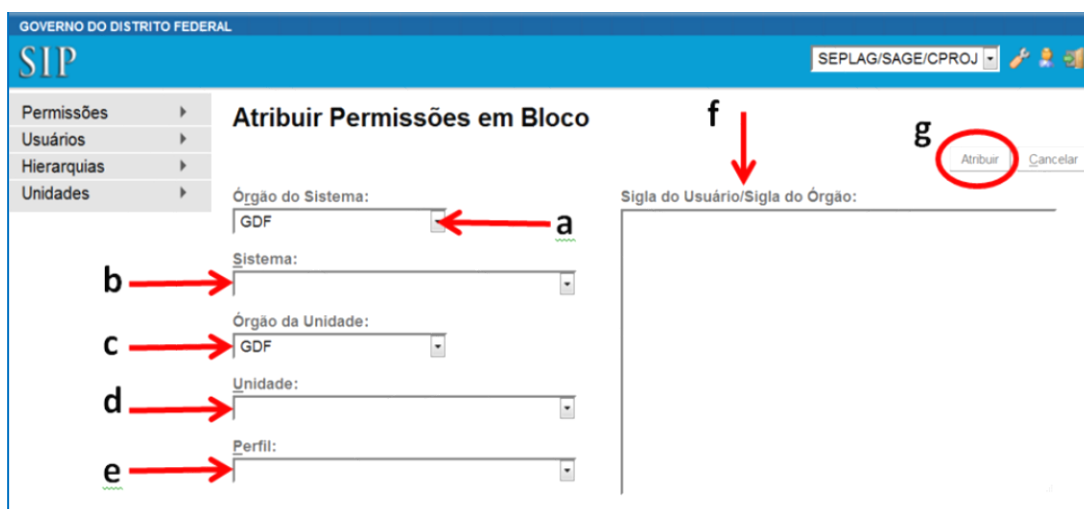 GOVERNO DO DISTRITO FEDERAL
SIP
SEPLAG/SAGE/CPROJ
Permissões
Usuários
Hierarquias
Unidades
Atribuir Permissões em Bloco
f
g
Atribuir
Cancelar
Órgão do Sistema:
GDF
a
Sistema:
b
Órgão da Unidade:
GDF
c
Unidade:
d
Perfil:
e
Sigla do Usuário/Sigla do Órgão: